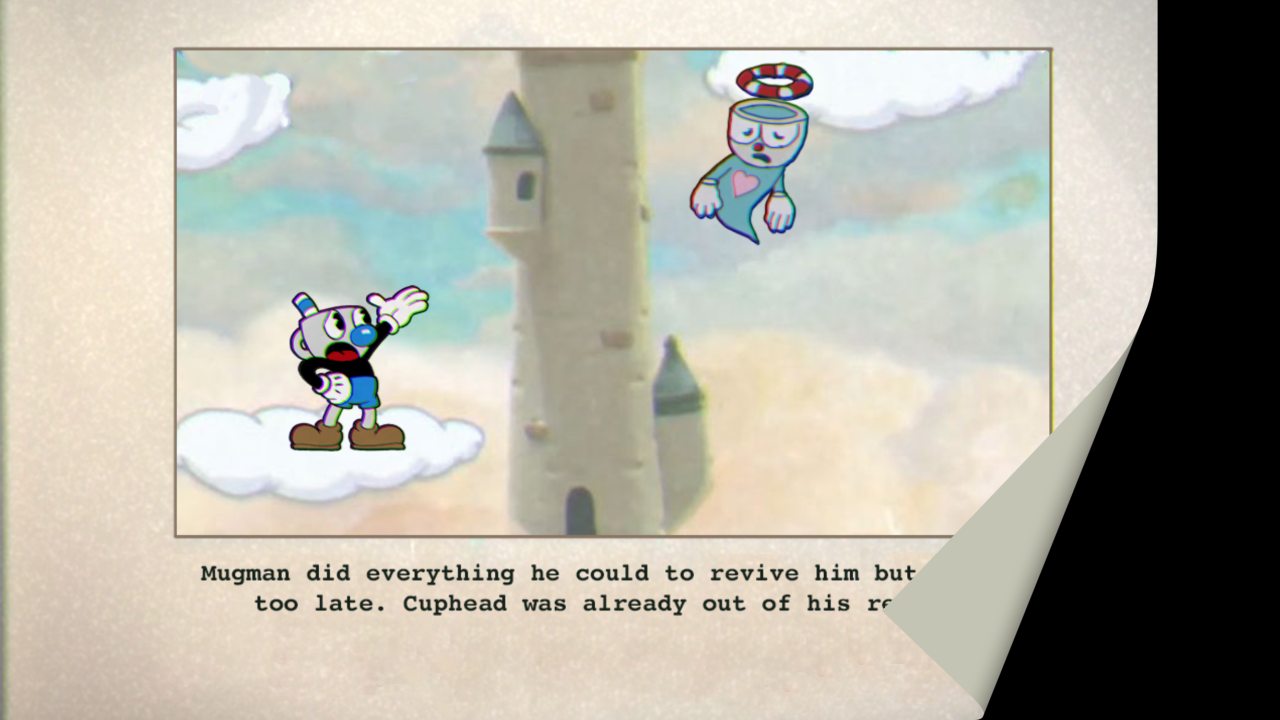 Mugman did everything he could to revive him but
too late. Cuphead was already out of his